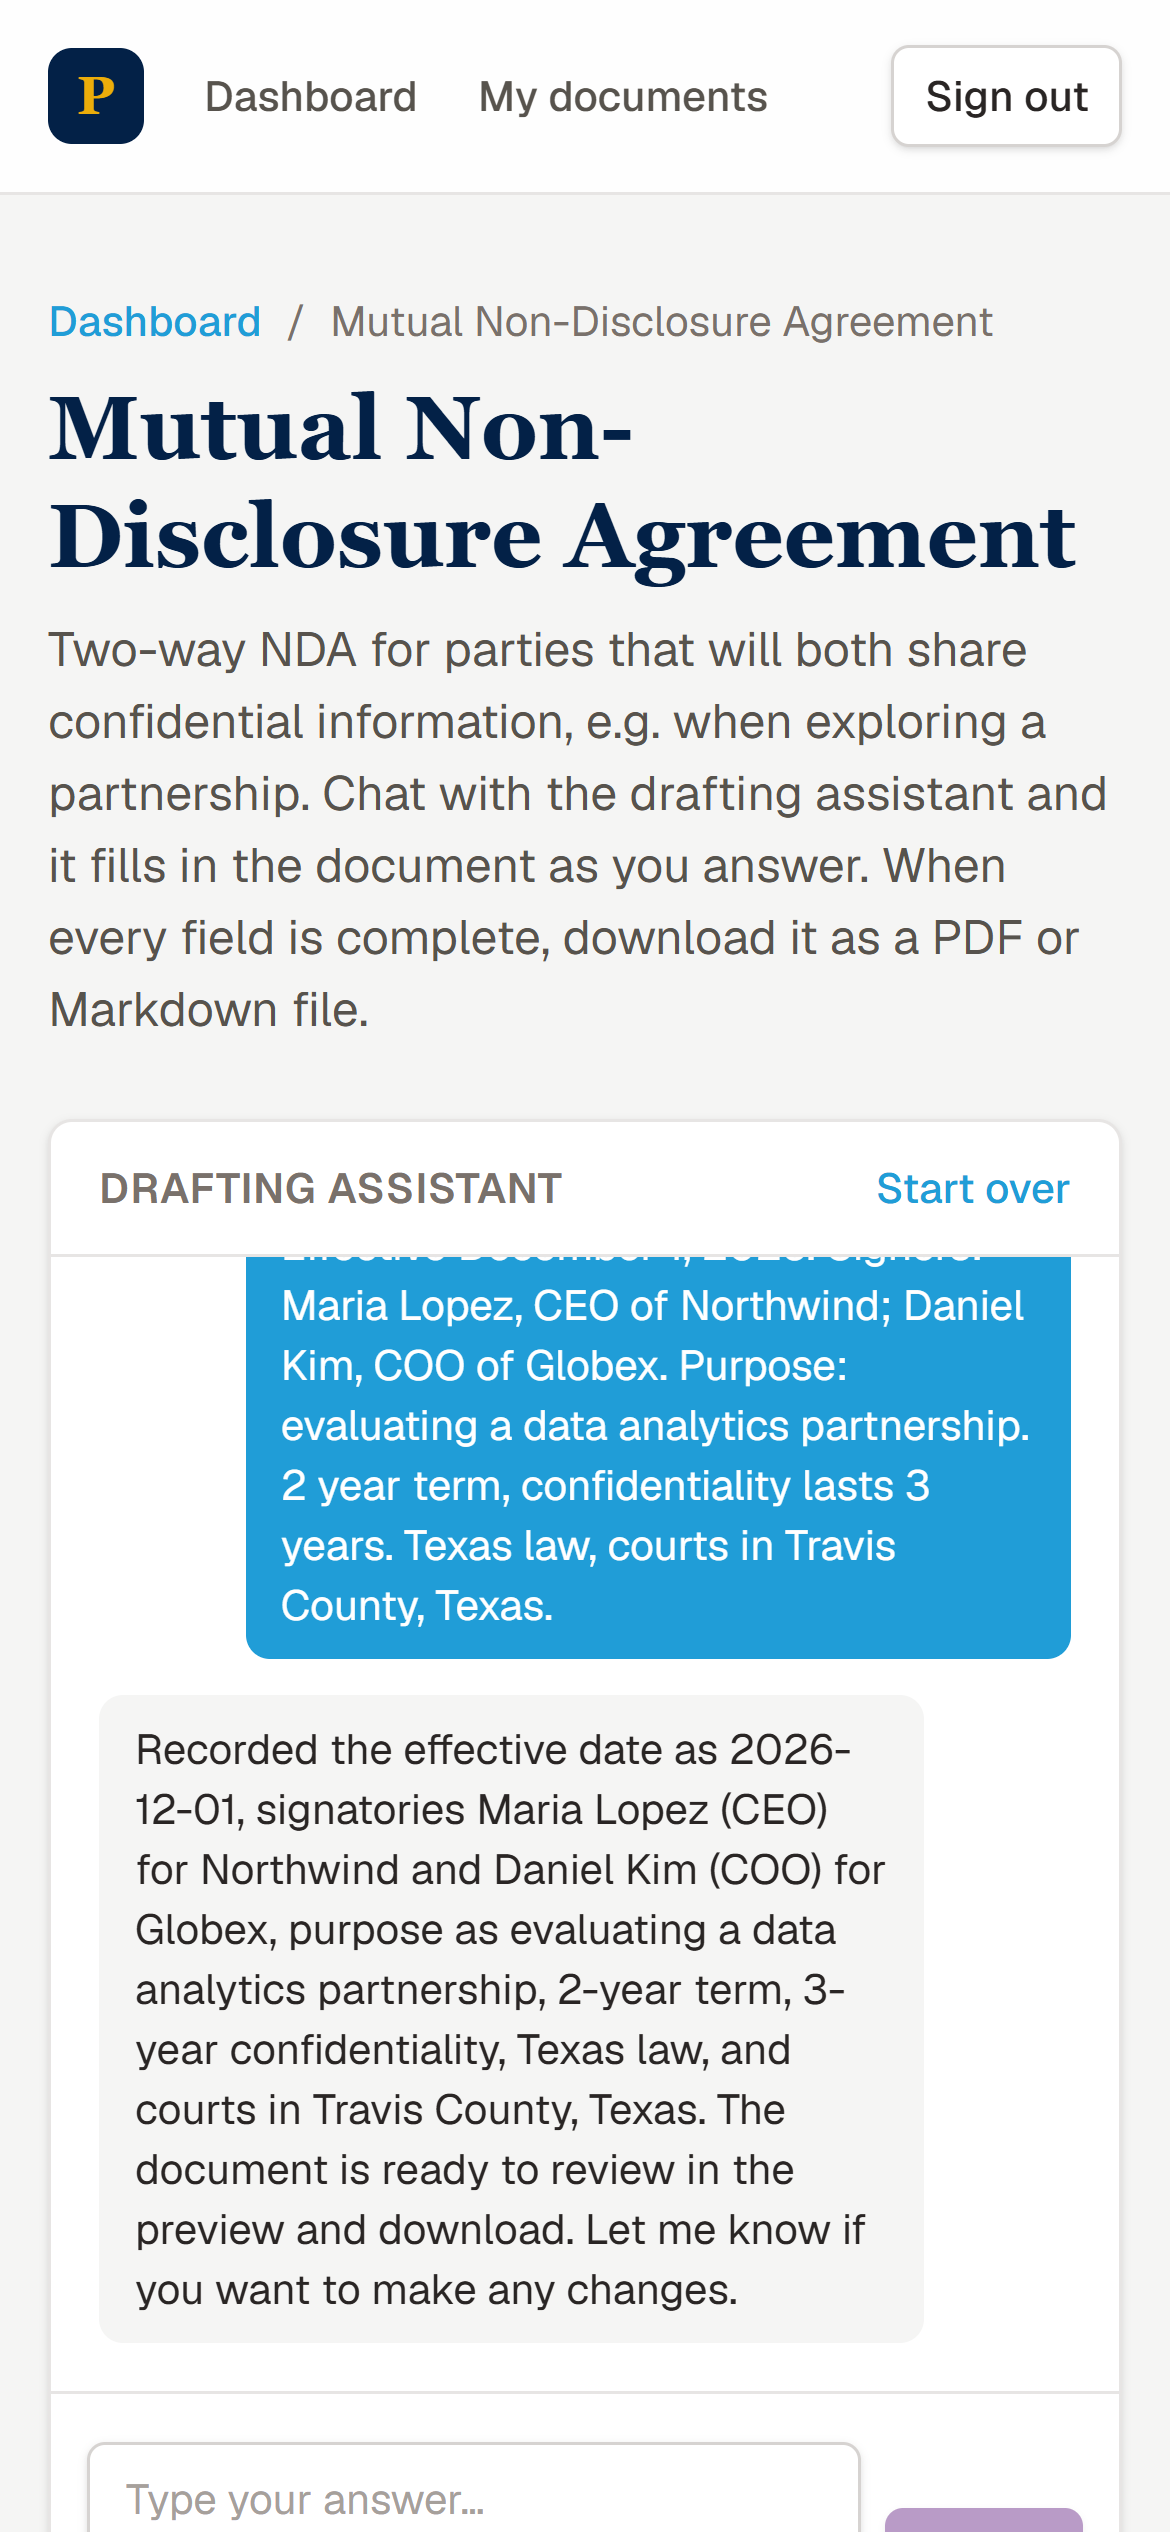 P
Dashboard
My documents
Sign out
Dashboard / Mutual Non-Disclosure Agreement
Mutual Non-
Disclosure Agreement
Two-way NDA for parties that will both share
confidential information, e.g. when exploring a
partnership. Chat with the drafting assistant and
it fills in the document as you answer. When
every field is complete, download it as a PDF or
Markdown file.
DRAFTING ASSISTANT
Start over
Maria Lopez, CEO of Northwind; Daniel
Kim, COO of Globex. Purpose:
evaluating a data analytics partnership.
2 year term, confidentiality lasts 3
years. Texas law, courts in Travis
County, Texas.
Recorded the effective date as 2026-
12-01, signatories Maria Lopez (CEO)
for Northwind and Daniel Kim (COO) for
Globex, purpose as evaluating a data
analytics partnership, 2-year term, 3-
year confidentiality, Texas law, and
courts in Travis County, Texas. The
document is ready to review in the
preview and download. Let me know if
you want to make any changes.
Type your answer...